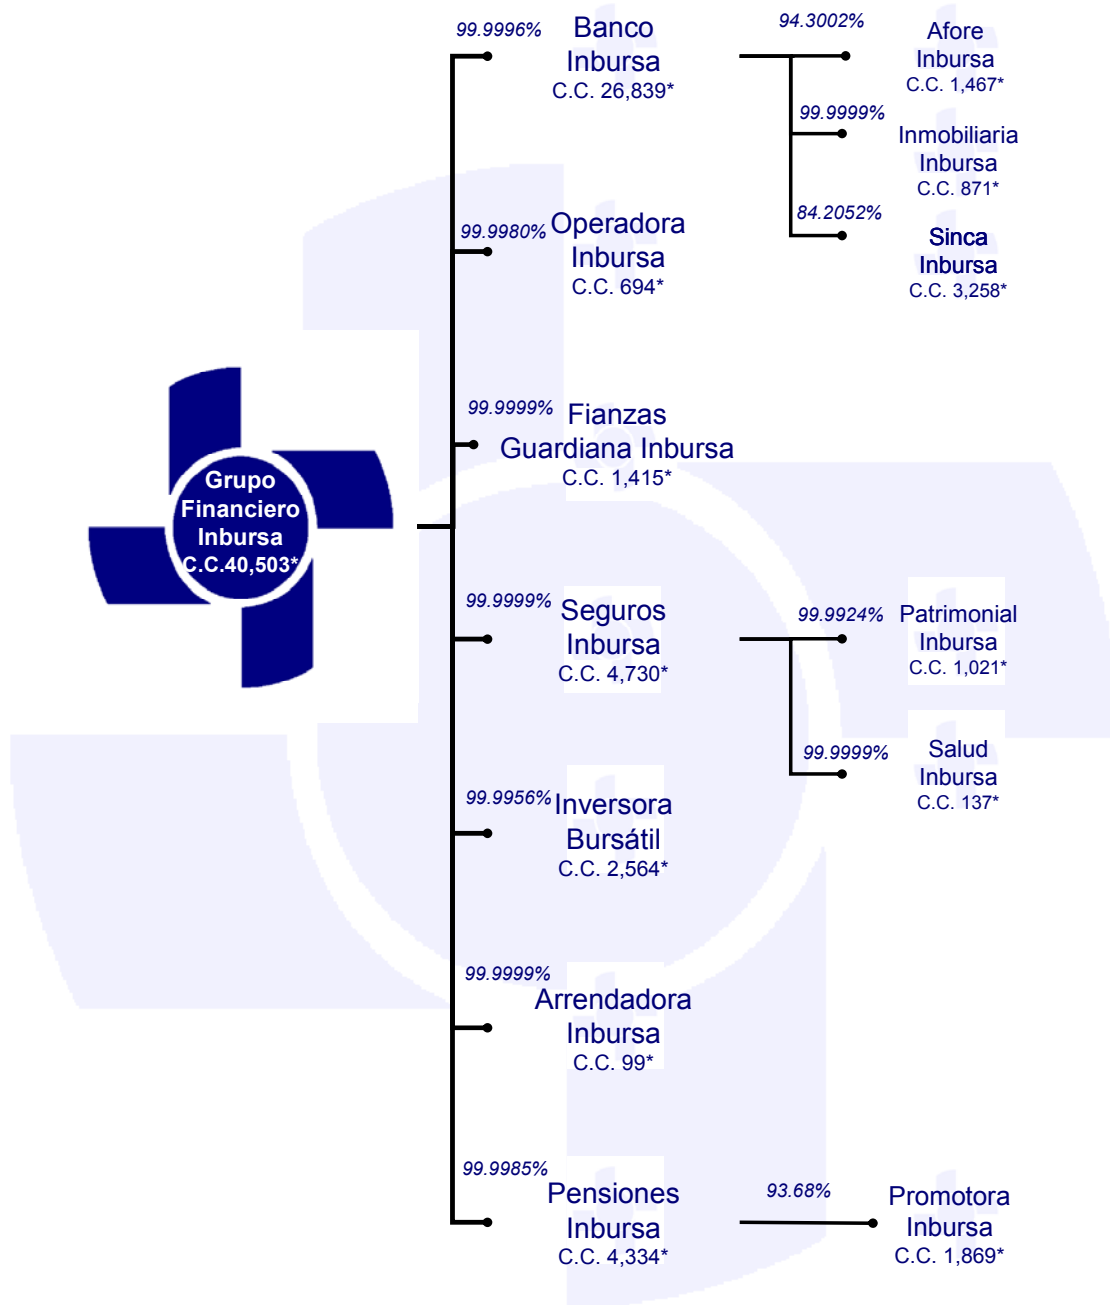 Grupo
Financiero
Inbursa
C.C.40,503*
99.9996%
Banco
Inbursa
C.C. 26,839*
94.3002%
Afore
Inbursa
C.C. 1,467*
99.9999%
Inmobiliaria
Inbursa
C.C. 871*
84.2052%
Sinca
Inbursa
C.C. 3,258*
99.9980%
Operadora
Inbursa
C.C. 694*
99.9999%
Fianzas
Guardiana Inbursa
C.C. 1,415*
99.9999%
Seguros
Inbursa
C.C. 4,730*
99.9924%
Patrimonial
Inbursa
C.C. 1,021*
99.9999%
Salud
Inbursa
C.C. 137*
99.9956%
Inversora
Bursátil
C.C. 2,564*
99.9999%
Arrendadora
Inbursa
C.C. 99*
99.9985%
Pensiones
Inbursa
C.C. 4,334*
93.68%
Promotora
Inbursa
C.C. 1,869*